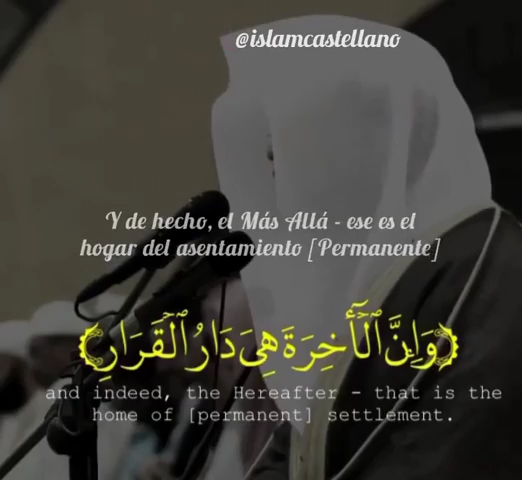 @islamcastellano
Y de hecho, el Más Allá - ese es el
hogar del asentamiento [Permanente]
﴿وَإِنَّ ٱلْـَٔاخِرَةَ هِىَ دَارُ ٱلْقَرَارِ﴾
and indeed, the Hereafter - that is the
home of [permanent] settlement.